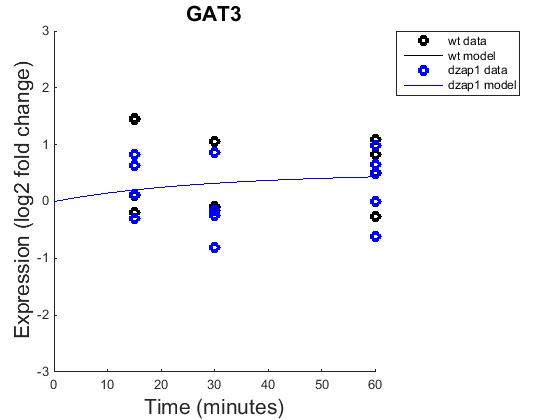 GAT3
Expression (log2 fold change)
3
2
1
0
-1
-2
-3
0
10
20
30
40
50
60
Time (minutes)
wt data
wt model
dzap1 data
dzap1 model